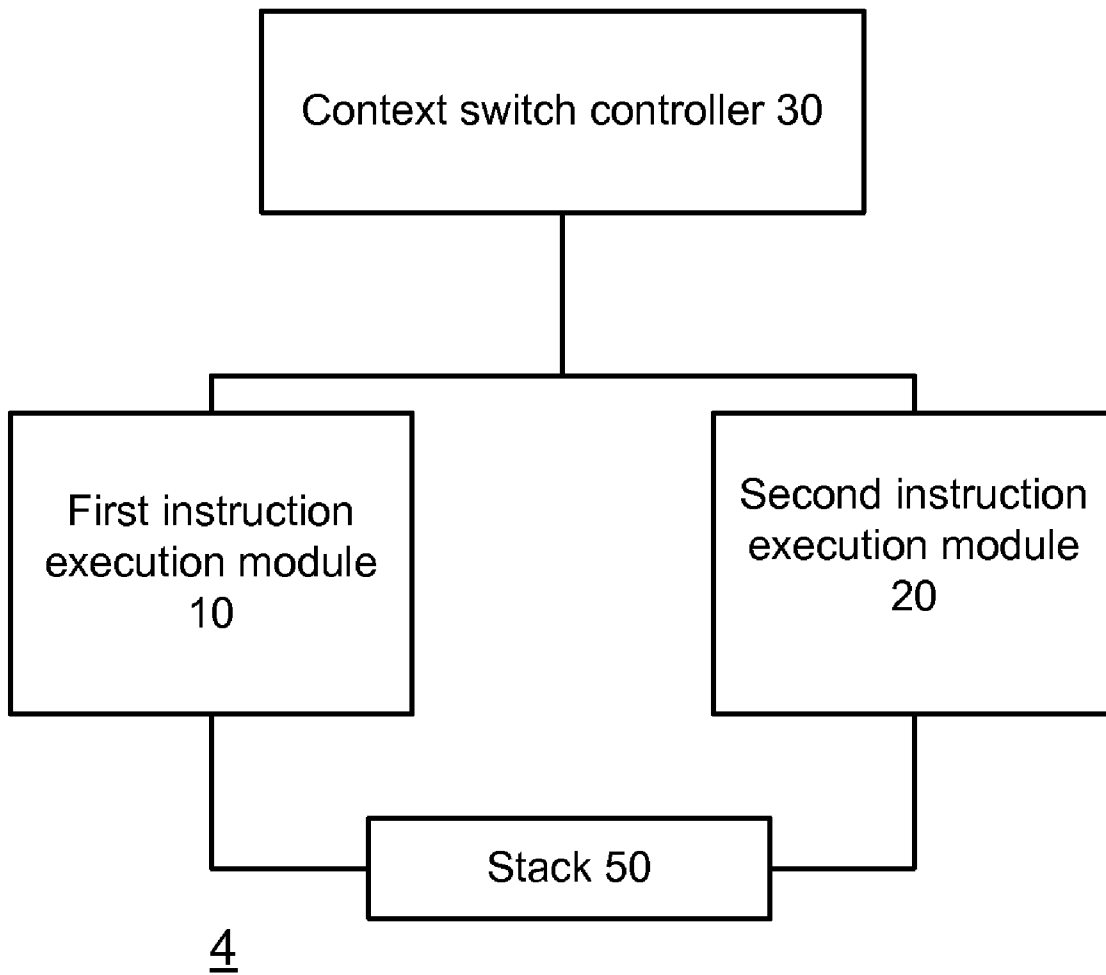 Context switch controller 30
First instruction
execution module
10
Second instruction
execution module
20
Stack 50
4